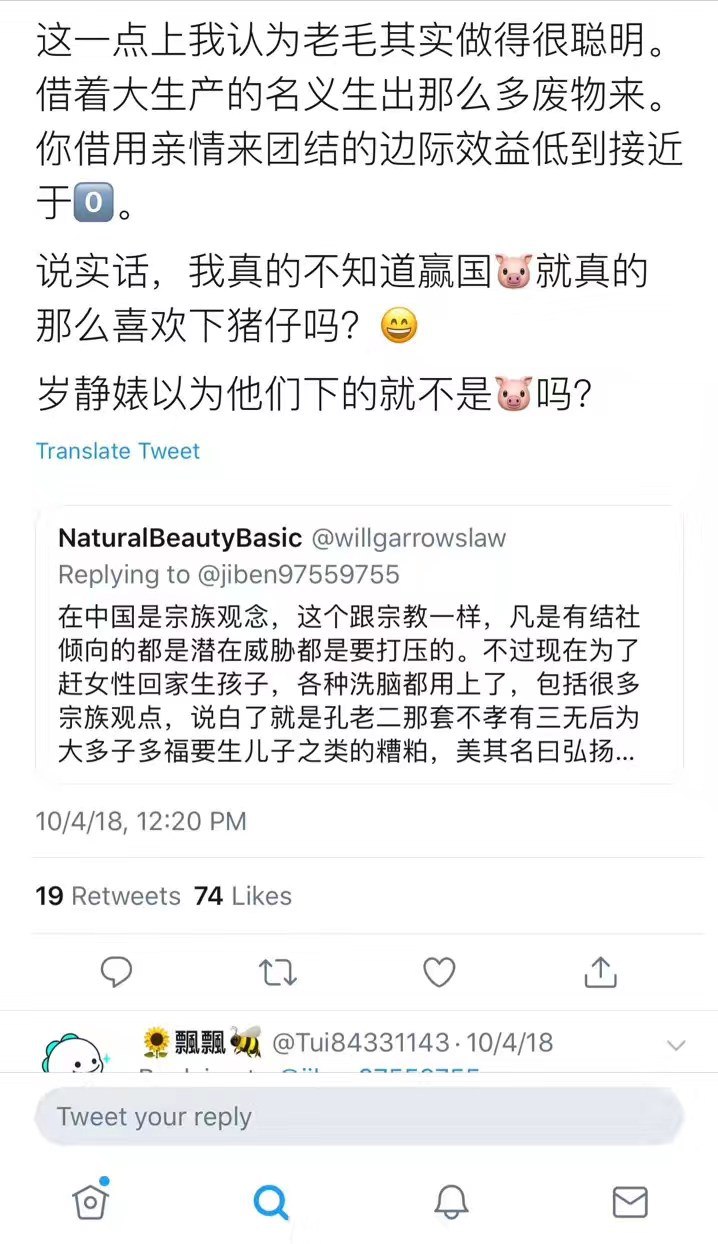 这一点上我认为老毛其实做得很聪明。
借着大生产的名义生出那么多废物来。
你借用亲情来团结的边际效益低到接近
于0️⃣。
说实话，我真的不知道赢国🐷就真的
那么喜欢下猪仔吗？😄
岁静婊以为他们下的就不是🐷吗？
Translate Tweet
NaturalBeautyBasic @willgarrowslaw
Replying to @jiben97559755
在中国是宗族观念，这个跟宗教一样，凡是有结社
倾向的都是潜在威胁都是要打压的。不过现在为了
赶女性回家生孩子，各种洗脑都用上了，包括很多
宗族观点，说白了就是孔老二那套不孝有三无后为
大多子多福要生儿子之类的糟粕，美其名曰弘扬...
10/4/18, 12:20 PM
19 Retweets 74 Likes
🌻飄飄🐝 @Tui84331143 · 10/4/18
Tweet your reply